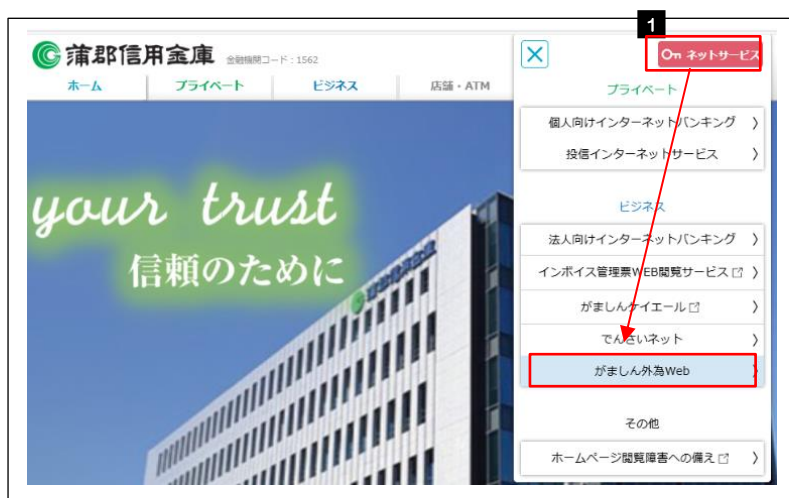 1
蒲郡信用金庫 金融機関コード：1562
ネットサービス
ホーム プライベート ビジネス 店舗・ATM
your trust
信頼のために
プライベート
個人向けインターネットバンキング
投信インターネットサービス
ビジネス
法人向けインターネットバンキング
インボイス管理票WEB閲覧サービス
がましんケイエール
でんさいネット
がましん外為Web
その他
ホームページ閲覧障害への備え